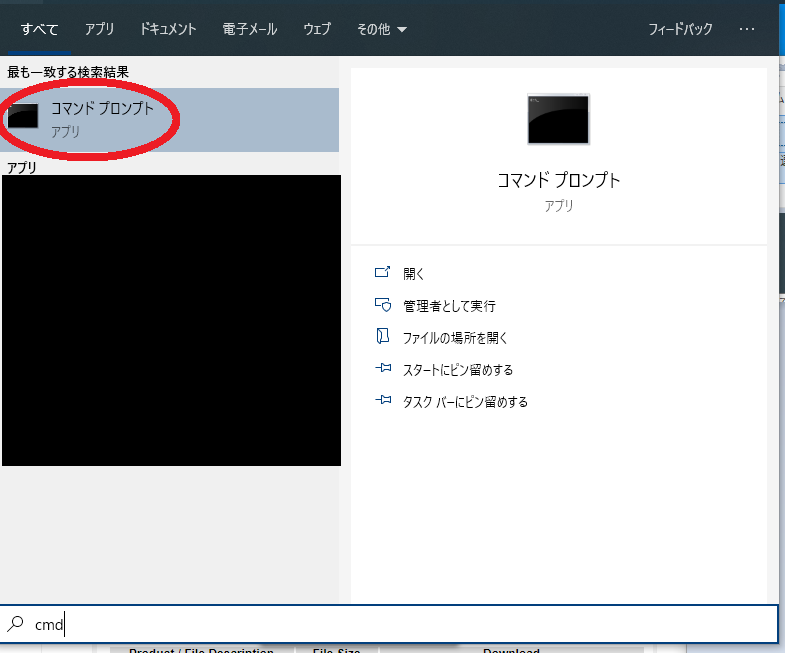 すべて アプリ ドキュメント 電子メール ウェブ その他 フィードバック ...
最も一致する検索結果
コマンド プロンプト
アプリ
アプリ
コマンド プロンプト
アプリ
開く
管理者として実行
ファイルの場所を開く
スタートにピン留めする
タスク バーにピン留めする
cmd
Product / File Description File Size Download